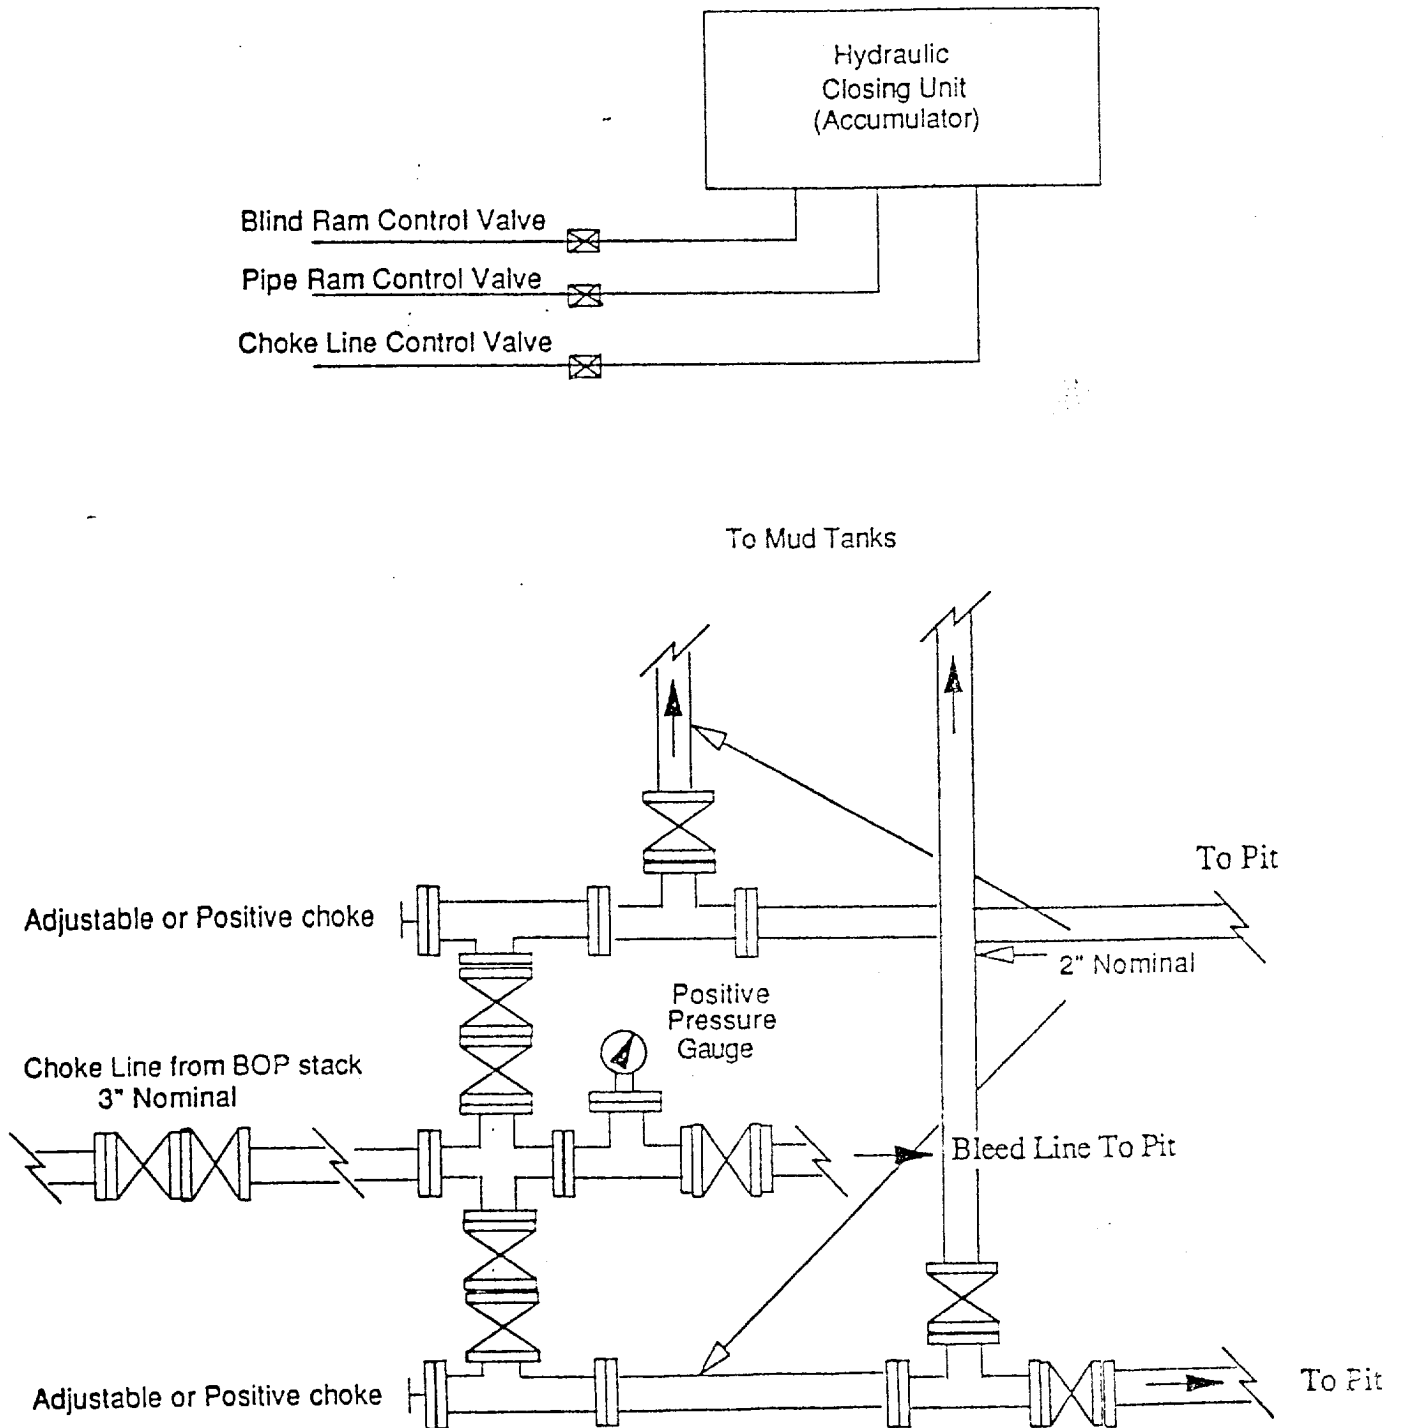 Hydraulic
Closing Unit
(Accumulator)
Blind Ram Control Valve
Pipe Ram Control Valve
Choke Line Control Valve
To Mud Tanks
To Pit
Adjustable or Positive choke
2" Nominal
Positive
Pressure
Gauge
Choke Line from BOP stack
3" Nominal
Bleed Line To Pit
Adjustable or Positive choke
To Pit